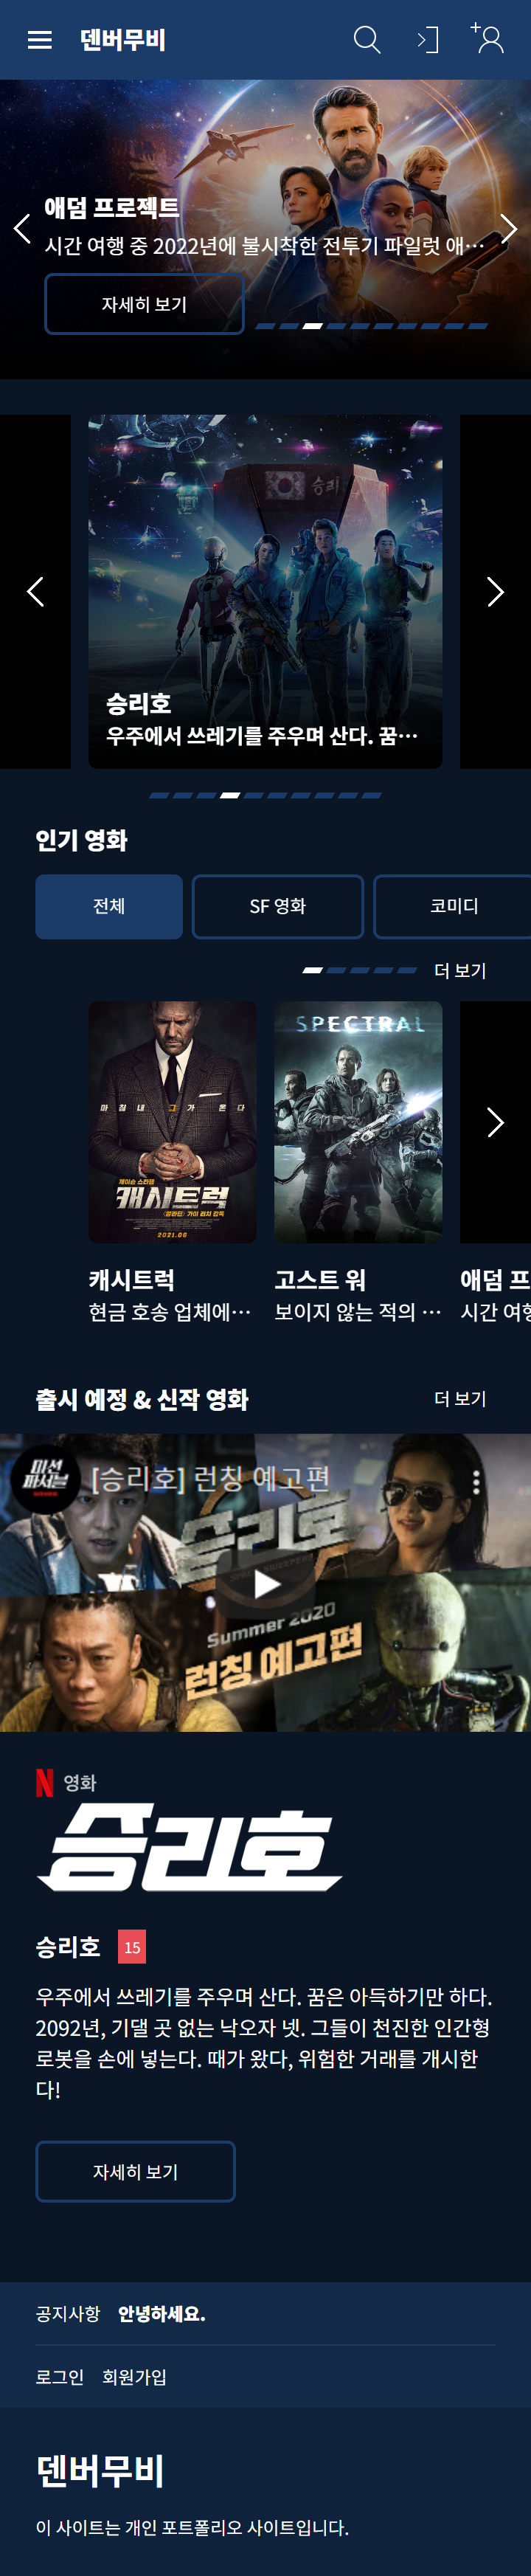 덴버무비
애덤 프로젝트
시간 여행 중 2022년에 불시착한 전투기 파일럿 애…
자세히 보기
승리
승리호
우주에서 쓰레기를 주우며 산다. 꿈…
인기 영화
전체
SF 영화
코미디
더 보기
SPECTRAL
마침내 그가 돈다
제이슨 스타뎀
캐시트럭
<알라딘> 가이 리치 감독
2021.06
캐시트럭
고스트 워
애덤 프
현금 호송 업체에…
보이지 않는 적의 …
시간 여행
출시 예정 & 신작 영화
더 보기
미션
파서블
[승리호] 런칭 예고편
승리호
SPACE SWEEPERS
Summer 2020
런칭 예고편
N 영화
승리호
승리호 15
우주에서 쓰레기를 주우며 산다. 꿈은 아득하기만 하다.
2092년, 기댈 곳 없는 낙오자 넷. 그들이 천진한 인간형
로봇을 손에 넣는다. 때가 왔다, 위험한 거래를 개시한
다!
자세히 보기
공지사항 안녕하세요.
로그인 회원가입
덴버무비
이 사이트는 개인 포트폴리오 사이트입니다.